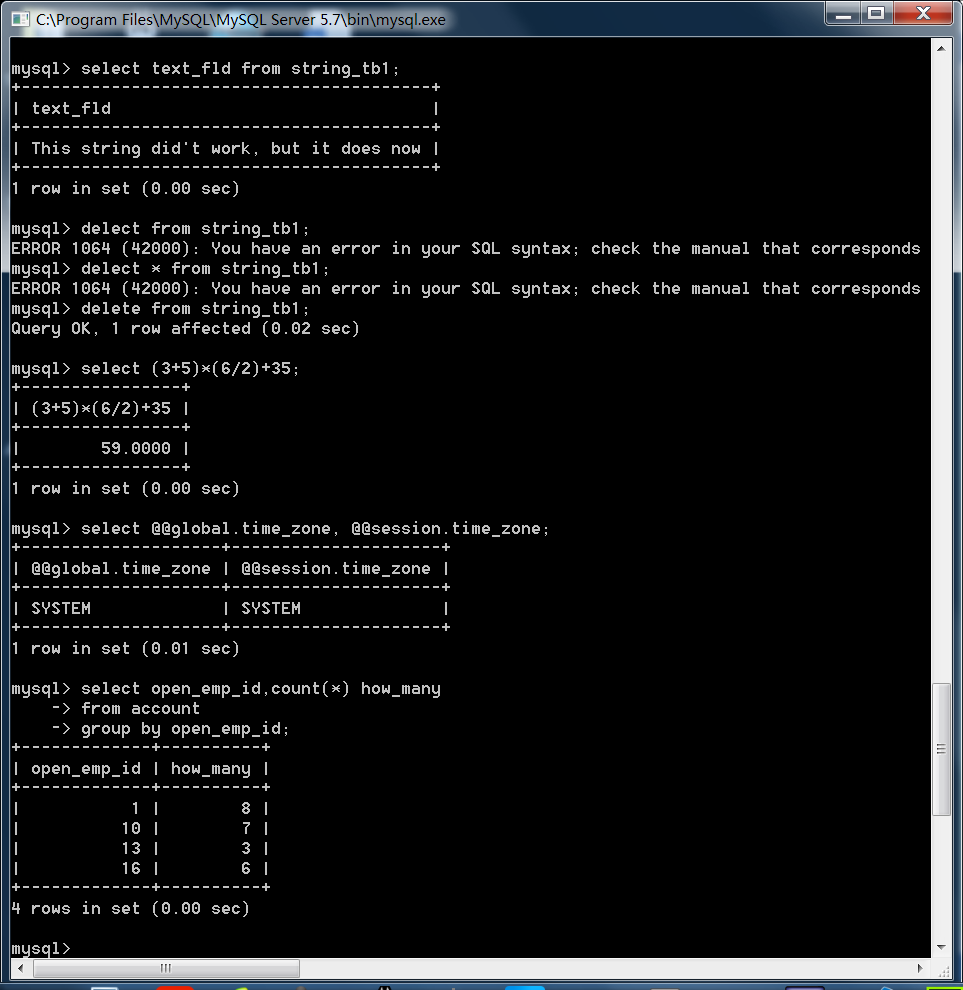 C:\Program Files\MySQL\MySQL Server 5.7\bin\mysql.exe
mysql> select text_fld from string_tb1;
+-----------------------------------------+
| text_fld                                |
+-----------------------------------------+
| This string did't work, but it does now |
+-----------------------------------------+
1 row in set (0.00 sec)
mysql> delect from string_tb1;
ERROR 1064 (42000): You have an error in your SQL syntax; check the manual that corresponds
mysql> delect * from string_tb1;
ERROR 1064 (42000): You have an error in your SQL syntax; check the manual that corresponds
mysql> delete from string_tb1;
Query OK, 1 row affected (0.02 sec)
mysql> select (3+5)*(6/2)+35;
+----------------+
| (3+5)*(6/2)+35 |
+----------------+
|        59.0000 |
+----------------+
1 row in set (0.00 sec)
mysql> select @@global.time_zone, @@session.time_zone;
+--------------------+---------------------+
| @@global.time_zone | @@session.time_zone |
+--------------------+---------------------+
| SYSTEM             | SYSTEM              |
+--------------------+---------------------+
1 row in set (0.01 sec)
mysql> select open_emp_id,count(*) how_many
    -> from account
    -> group by open_emp_id;
+-------------+----------+
| open_emp_id | how_many |
+-------------+----------+
|           1 |        8 |
|          10 |        7 |
|          13 |        3 |
|          16 |        6 |
+-------------+----------+
4 rows in set (0.00 sec)
mysql>